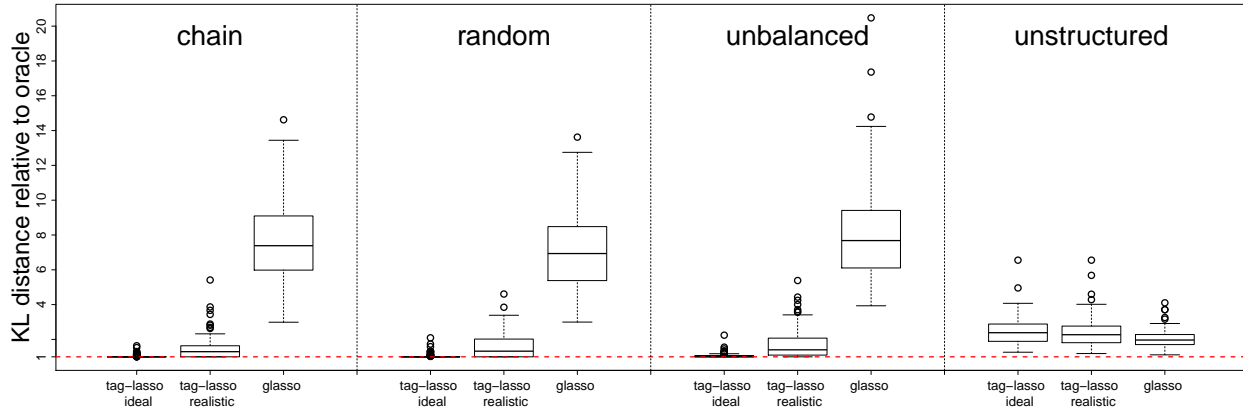 KL distance relative to oracle
20
18
16
14
12
10
8
6
4
1
chain
random
unbalanced
unstructured
tag−lasso
ideal
tag−lasso
realistic
glasso
tag−lasso
ideal
tag−lasso
realistic
glasso
tag−lasso
ideal
tag−lasso
realistic
glasso
tag−lasso
ideal
tag−lasso
realistic
glasso